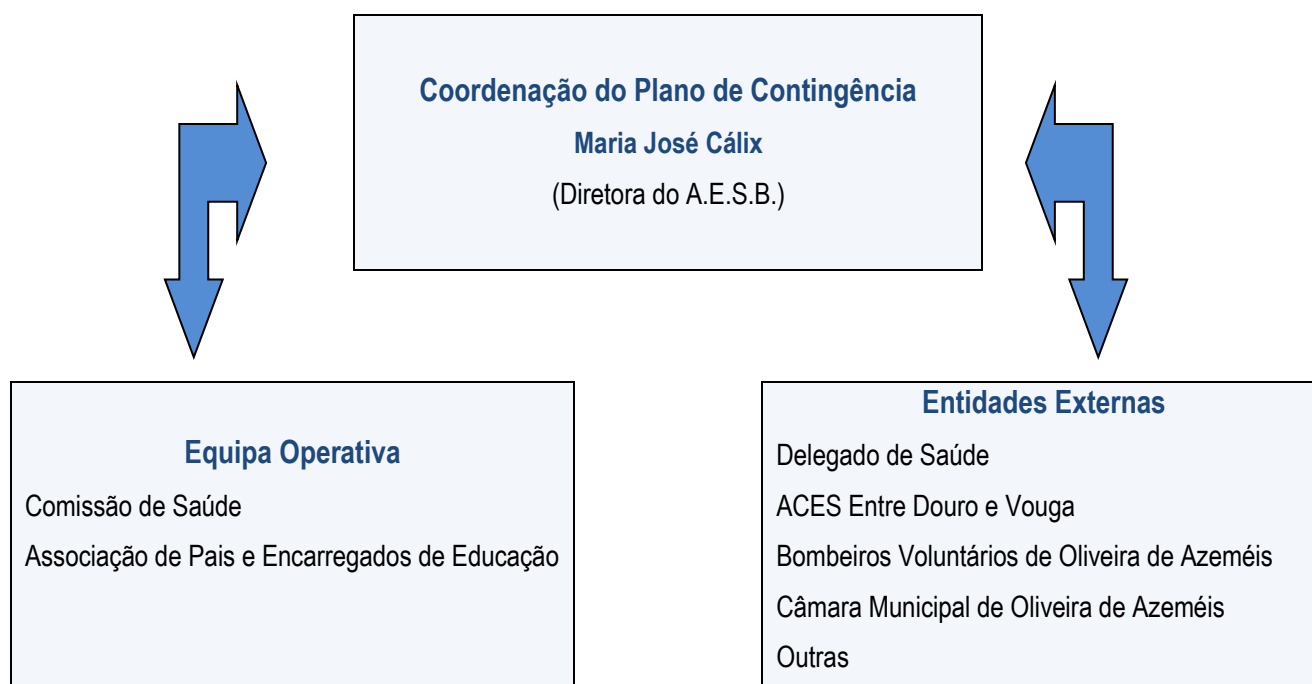 Coordenação do Plano de Contingência
Maria José Cálix
(Diretora do A.E.S.B.)
Equipa Operativa
Comissão de Saúde
Associação de Pais e Encarregados de Educação
Entidades Externas
Delegado de Saúde
ACES Entre Douro e Vouga
Bombeiros Voluntários de Oliveira de Azeméis
Câmara Municipal de Oliveira de Azeméis
Outras